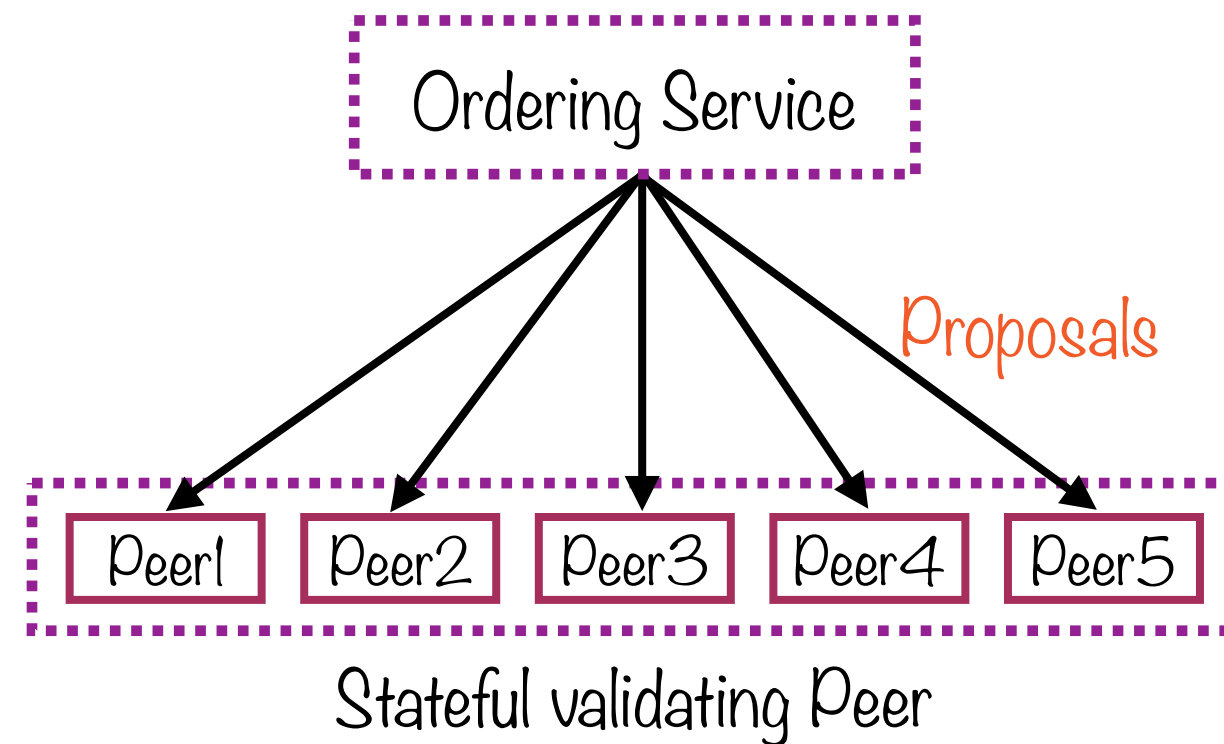 Ordering Service
Proposals
Peer1
Peer2
Peer3
Peer4
Peer5
Stateful validating Peer